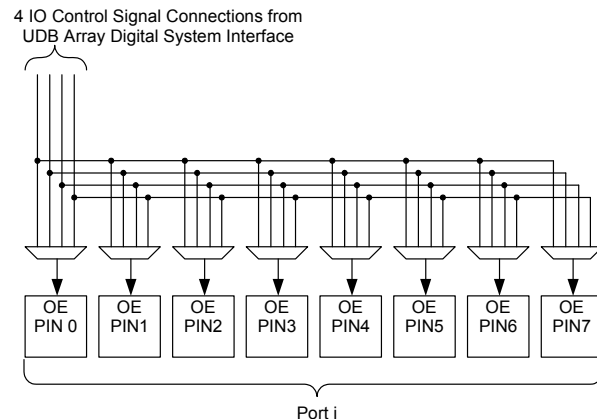 4 IO Control Signal Connections from
UDB Array Digital System Interface
OE
PIN 0
OE
PIN1
OE
PIN2
OE
PIN3
OE
PIN4
OE
PIN5
OE
PIN6
OE
PIN7
Port i